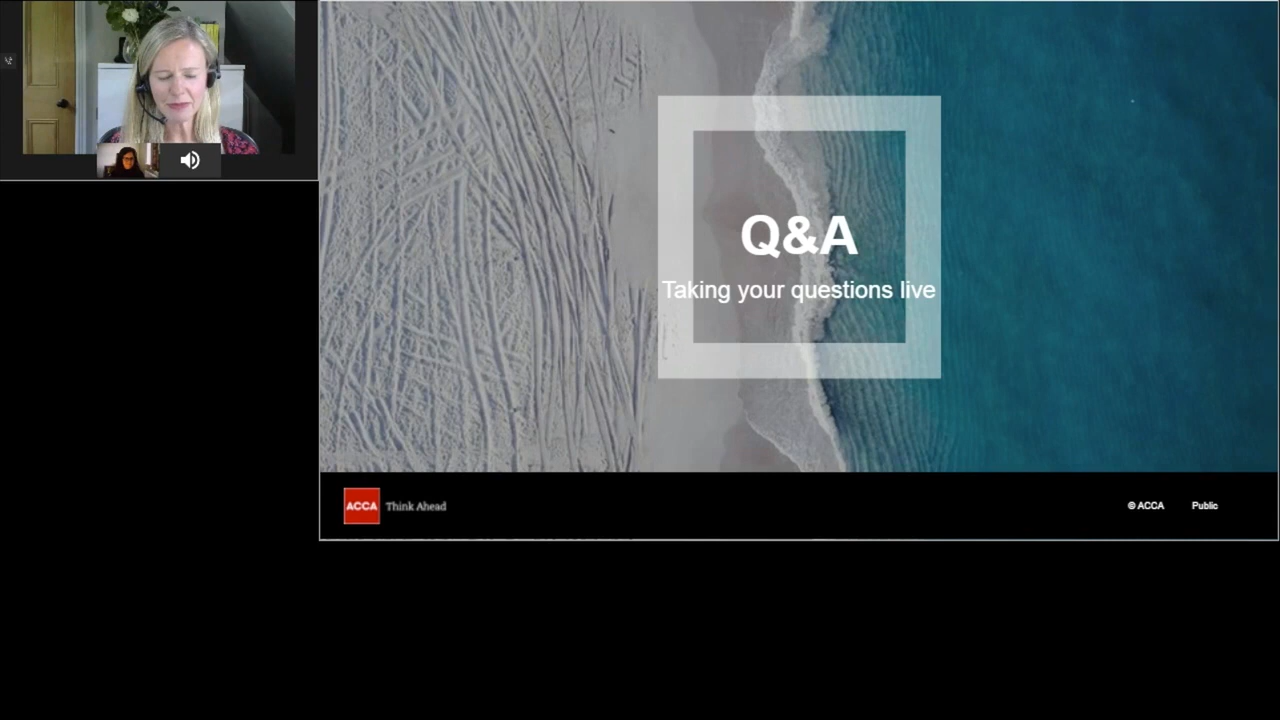 Q&A
Taking your questions live
ACCA
Think Ahead
© ACCA
Public